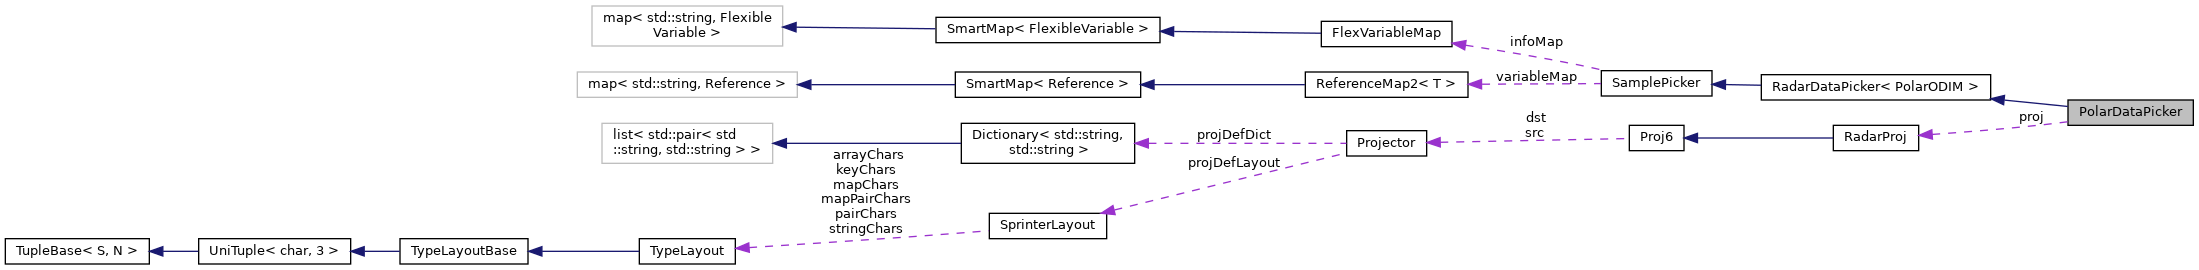 map< std::string, Flexible
Variable >
SmartMap< FlexibleVariable >
FlexVariableMap
infoMap
map< std::string, Reference >
SmartMap< Reference >
ReferenceMap2< T >
variableMap
SamplePicker
RadarDataPicker< PolarODIM >
PolarDataPicker
list< std::pair< std
::string, std::string > >
Dictionary< std::string,
std::string >
projDefDict
Projector
dst
src
Proj6
RadarProj
proj
projDefLayout
arrayChars
keyChars
mapChars
mapPairChars
pairChars
stringChars
SprinterLayout
TupleBase< S, N >
UniTuple< char, 3 >
TypeLayoutBase
TypeLayout